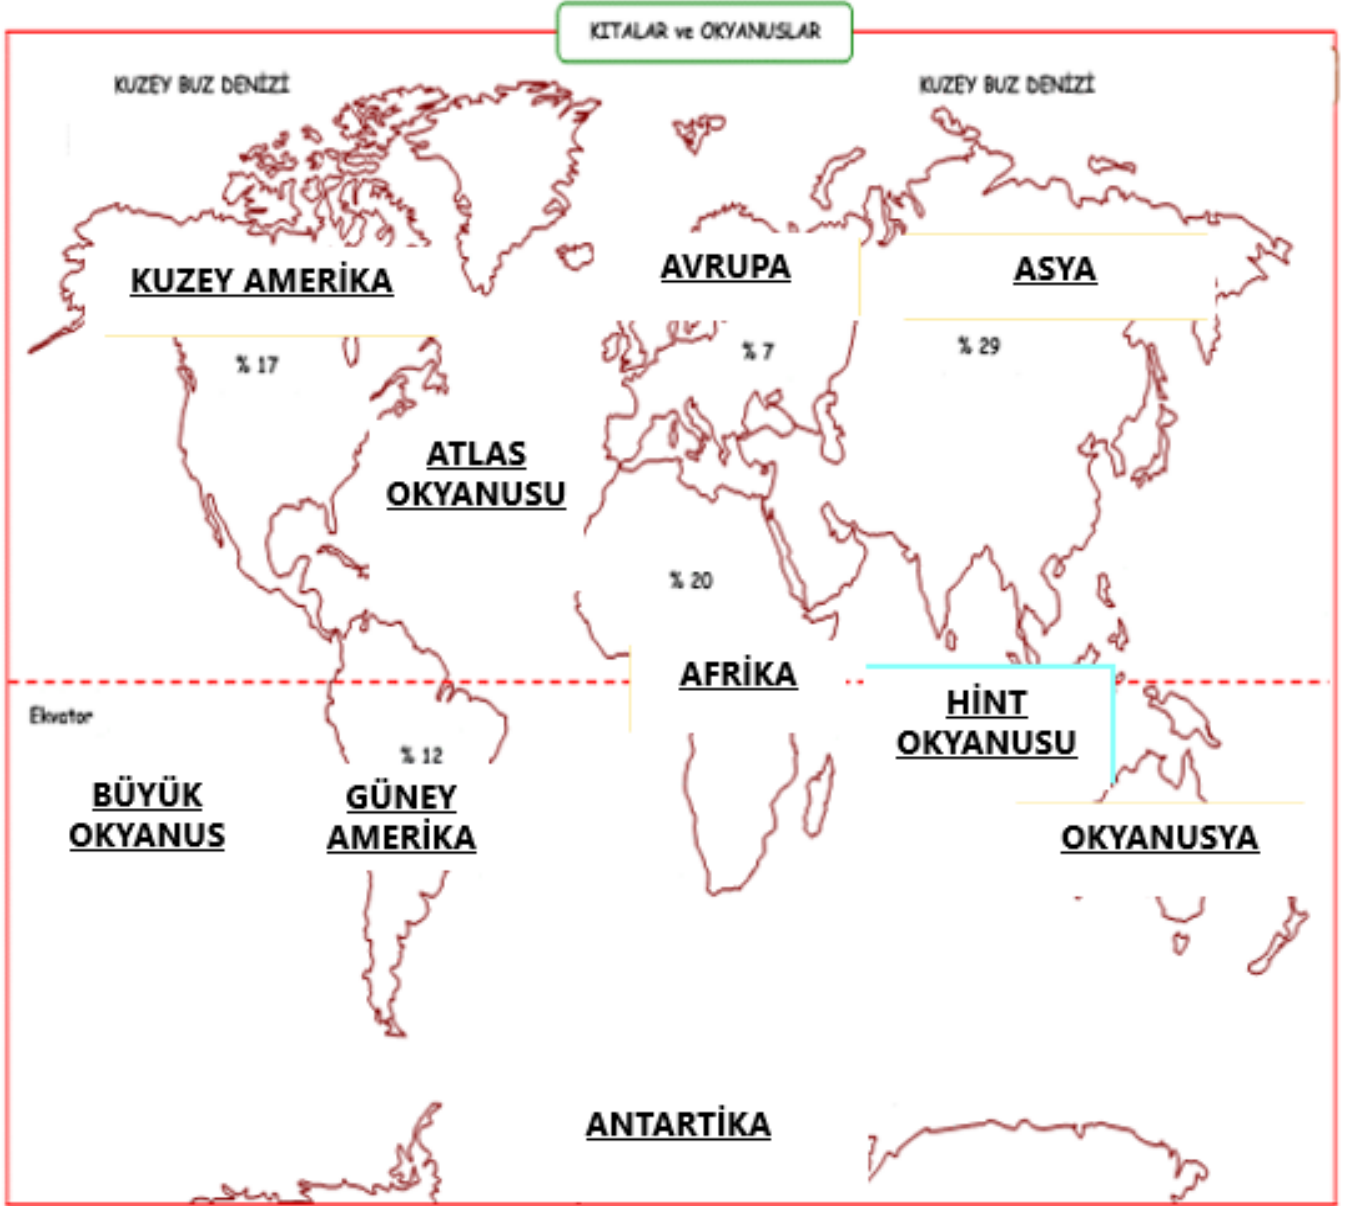 KITALAR ve OKYANUSLAR
KUZEY BUZ DENİZİ
KUZEY BUZ DENİZİ
KUZEY AMERİKA
AVRUPA
ASYA
% 17
% 7
% 29
ATLAS
OKYANUSU
% 20
AFRİKA
HİNT
OKYANUSU
Ekvator
% 12
BÜYÜK
OKYANUS
GÜNEY
AMERİKA
OKYANUSYA
ANTARTİKA